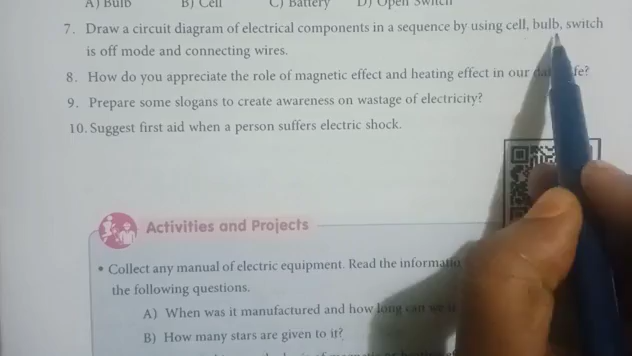 A) Bulb B) Cell C) Battery D) Open Switch
7. Draw a circuit diagram of electrical components in a sequence by using cell, bulb, switch
is off mode and connecting wires.
8. How do you appreciate the role of magnetic effect and heating effect in our
9. Prepare some slogans to create awareness on wastage of electricity?
10. Suggest first aid when a person suffers electric shock.
Activities and Projects
• Collect any manual of electric equipment. Read the
the following questions.
A) When was it manufactured and how long can we
B) How many stars are given to it?